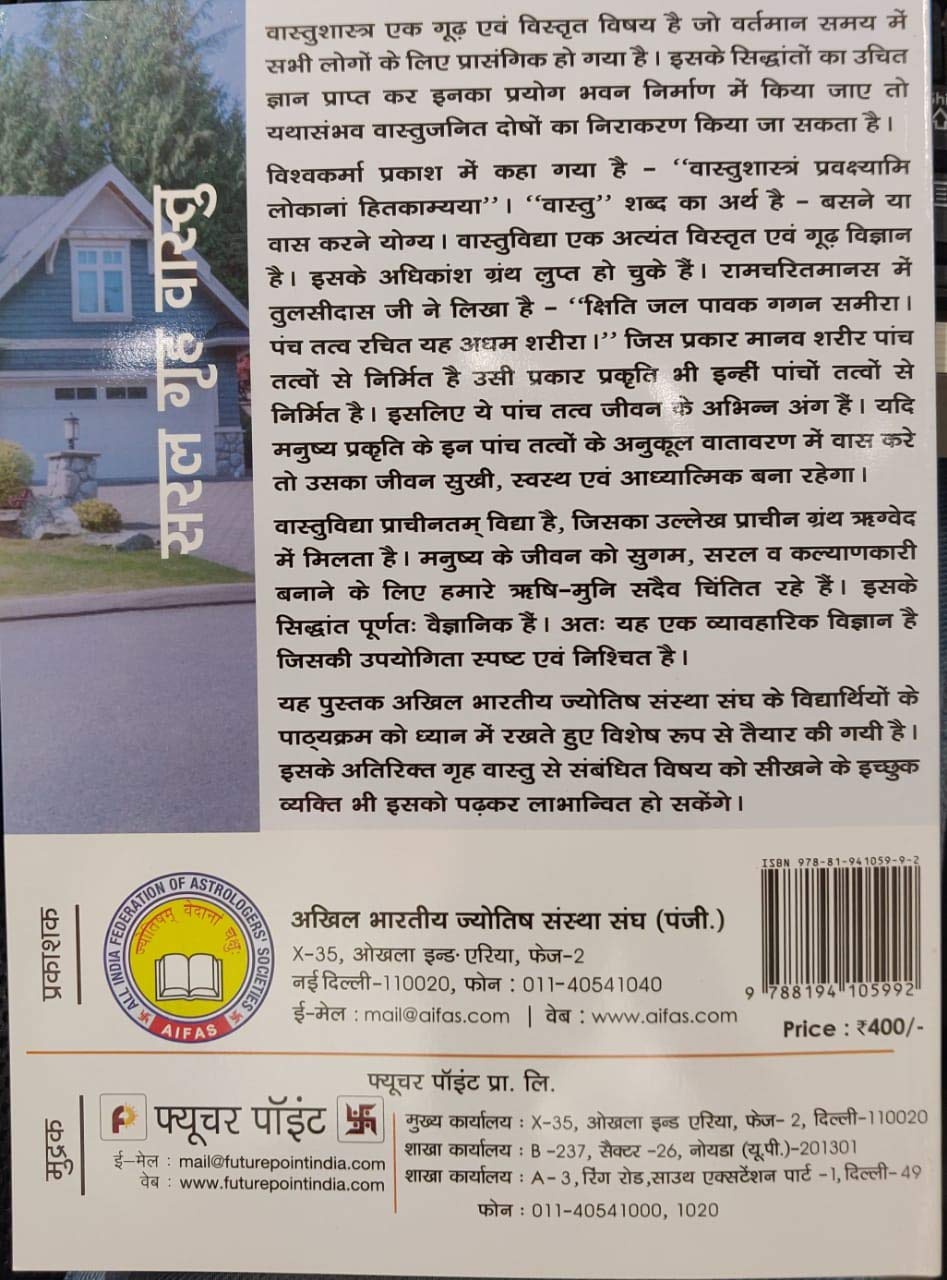 सरल गृह वास्तु
वास्तुशास्त्र एक गूढ़ एवं विस्तृत विषय है जो वर्तमान समय में
सभी लोगों के लिए प्रासंगिक हो गया है। इसके सिद्धांतों का उचित
ज्ञान प्राप्त कर इनका प्रयोग भवन निर्माण में किया जाए तो
यथासंभव वास्तुजनित दोषों का निराकरण किया जा सकता है।
विश्वकर्मा प्रकाश में कहा गया है – “वास्तुशास्त्रं प्रवक्ष्यामि
लोकानां हितकाम्यया”। “वास्तु” शब्द का अर्थ है – बसने या
वास करने योग्य। वास्तुविद्या एक अत्यंत विस्तृत एवं गूढ़ विज्ञान
है। इसके अधिकांश ग्रंथ लुप्त हो चुके हैं। रामचरितमानस में
तुलसीदास जी ने लिखा है – “क्षिति जल पावक गगन समीरा।
पंच तत्व रचित यह अधम शरीरा।” जिस प्रकार मानव शरीर पांच
तत्वों से निर्मित है उसी प्रकार प्रकृति भी इन्हीं पांचों तत्वों से
निर्मित है। इसलिए ये पांच तत्व जीवन के अभिन्न अंग हैं। यदि
मनुष्य प्रकृति के इन पांच तत्वों के अनुकूल वातावरण में वास करे
तो उसका जीवन सुखी, स्वस्थ एवं आध्यात्मिक बना रहेगा।
वास्तुविद्या प्राचीनतम् विद्या है, जिसका उल्लेख प्राचीन ग्रंथ ऋग्वेद
में मिलता है। मनुष्य के जीवन को सुगम, सरल व कल्याणकारी
बनाने के लिए हमारे ऋषि-मुनि सदैव चिंतित रहे हैं। इसके
सिद्धांत पूर्णतः वैज्ञानिक हैं। अतः यह एक व्यावहारिक विज्ञान है
जिसकी उपयोगिता स्पष्ट एवं निश्चित है।
यह पुस्तक अखिल भारतीय ज्योतिष संस्था संघ के विद्यार्थियों के
पाठ्यक्रम को ध्यान में रखते हुए विशेष रूप से तैयार की गयी है।
इसके अतिरिक्त गृह वास्तु से संबंधित विषय को सीखने के इच्छुक
व्यक्ति भी इसको पढ़कर लाभान्वित हो सकेंगे।
प्रकाशक
ALL INDIA FEDERATION OF ASTROLOGERS' SOCIETIES
ज्योतिषम् वेदानां चक्षुः
AIFAS
अखिल भारतीय ज्योतिष संस्था संघ (पंजी.)
X-35, ओखला इन्ड· एरिया, फेज-2
नई दिल्ली-110020, फोन : 011-40541040
ई-मेल : mail@aifas.com | वेब : www.aifas.com
ISBN 978-81-941059-9-2
9 788194 105992
Price : ₹400/-
मुद्रक
फ्यूचर पॉइंट प्रा. लि.
फ्यूचर पॉइंट
ई-मेल : mail@futurepointindia.com
वेब : www.futurepointindia.com
मुख्य कार्यालय : X-35, ओखला इन्ड एरिया, फेज- 2, दिल्ली-110020
शाखा कार्यालय : B -237, सैक्टर -26, नोयडा (यू.पी.)-201301
शाखा कार्यालय : A- 3, रिंग रोड,साउथ एक्सटेंशन पार्ट -1,दिल्ली- 49
फोन : 011-40541000, 1020